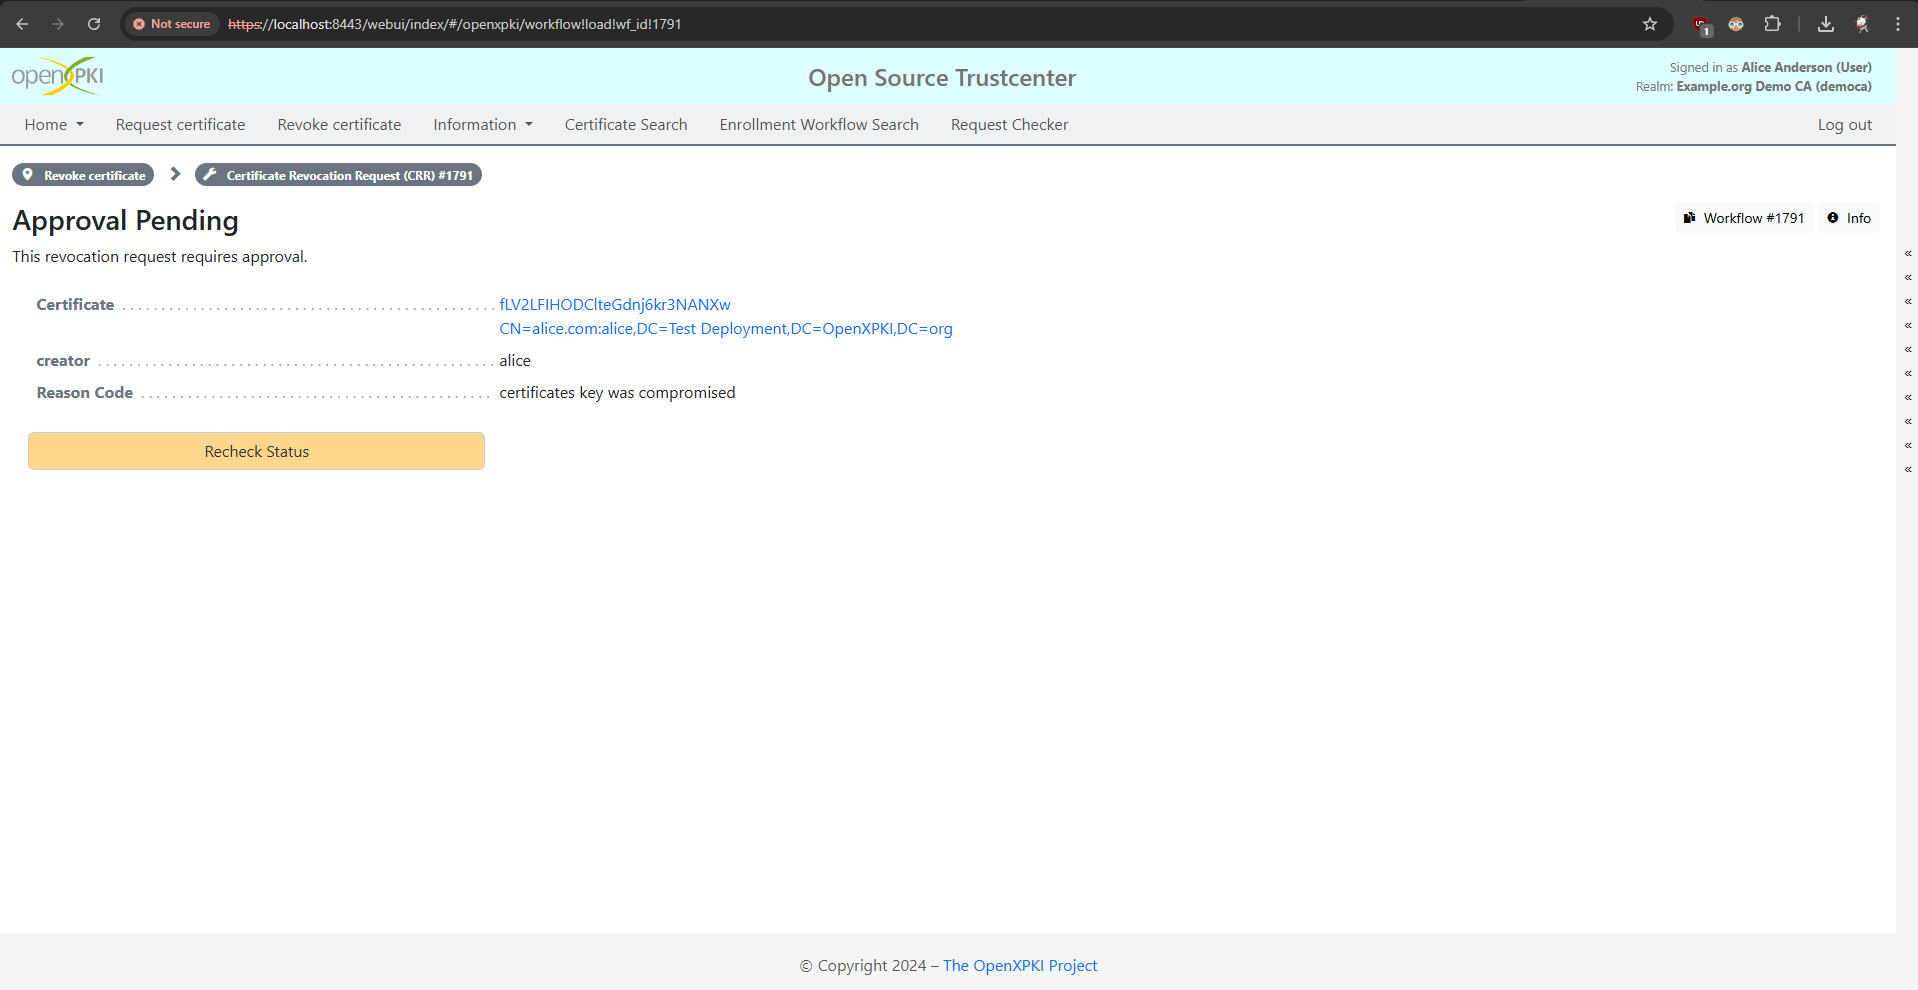 Not secure https://localhost:8443/webui/index/#/openxpki/workflow!load!wf_id!1791
1
openXPKI
Open Source Trustcenter
Signed in as Alice Anderson (User)
Realm: Example.org Demo CA (democa)
Home Request certificate Revoke certificate Information Certificate Search Enrollment Workflow Search Request Checker Log out
Revoke certificate Certificate Revocation Request (CRR) #1791
Approval Pending
Workflow #1791 Info
This revocation request requires approval.
Certificate fLV2LFIHODClteGdnj6kr3NANXw
CN=alice.com:alice,DC=Test Deployment,DC=OpenXPKI,DC=org
creator alice
Reason Code certificates key was compromised
Recheck Status
© Copyright 2024 – The OpenXPKI Project